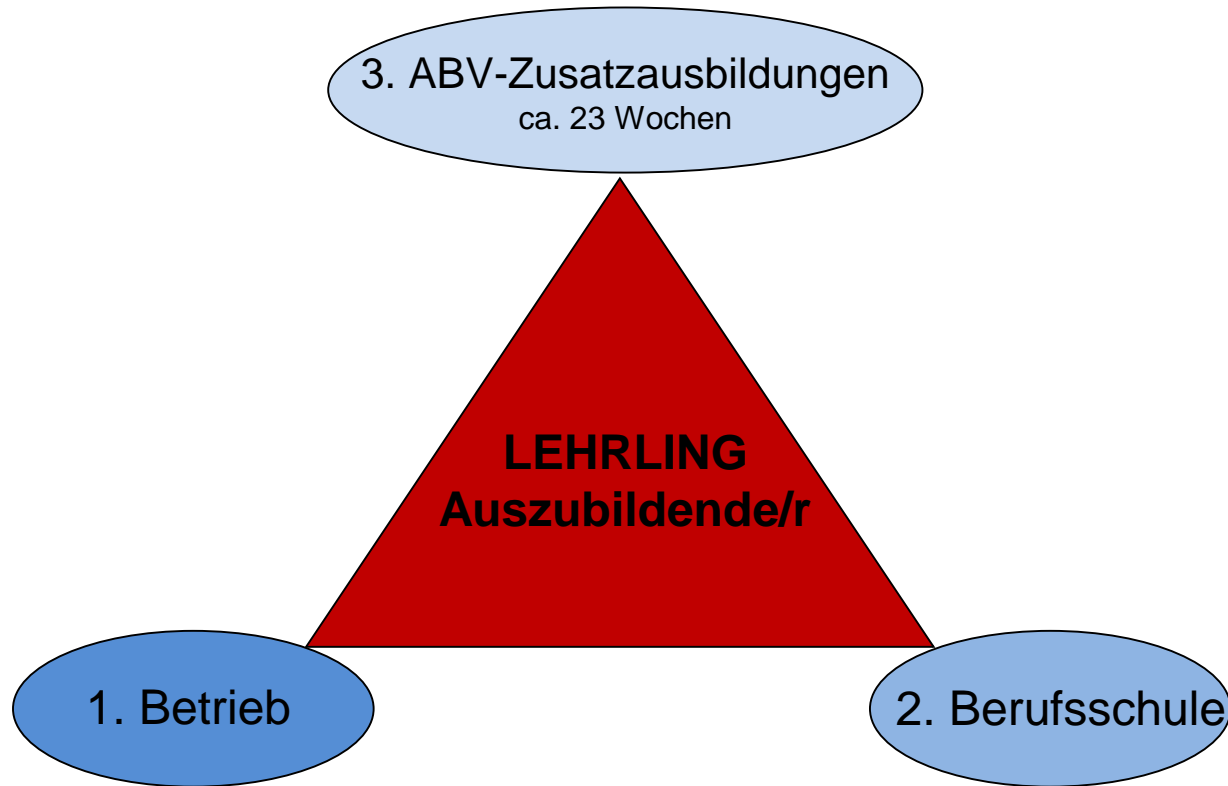 3. ABV-Zusatzausbildungen
ca. 23 Wochen
LEHRLING
Auszubildende/r
1. Betrieb
2. Berufsschule